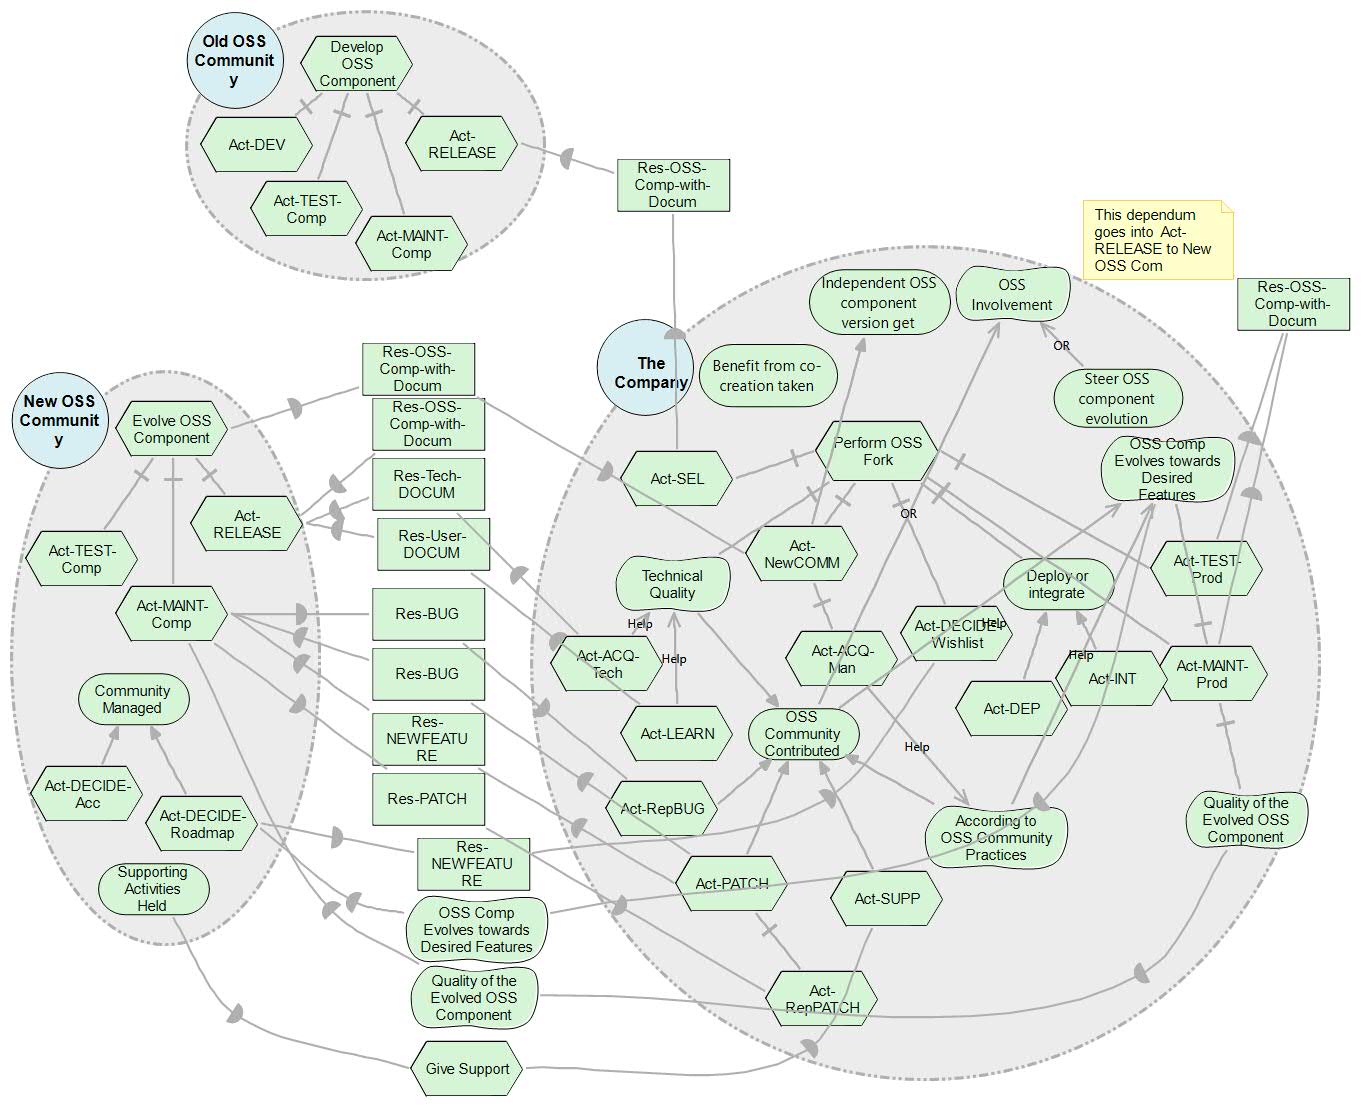 Old OSS
Communit
y
Develop
OSS
Component
Act-DEV
Act-
RELEASE
Act-TEST-
Comp
Act-MAINT-
Comp
Res-OSS-
Comp-with-
Docum
This dependum
goes into Act-
RELEASE to New
OSS Com
Res-OSS-
Comp-with-
Docum
The
Company
Independent OSS
component
version get
OSS
Involvement
OR
Benefit from co-
creation taken
Steer OSS
component
evolution
Perform OSS
Fork
OSS Comp
Evolves towards
Desired
Features
Act-SEL
OR
Act-
NewCOMM
Act-TEST-
Prod
Technical
Quality
Deploy or
integrate
Help
Help
Act-ACQ-
Tech
Act-ACQ-
Man
Act-DECIDE-
Wishlist
Help
Help
Act-INT
Act-MAINT-
Prod
Act-DEP
Act-LEARN
OSS
Community
Contributed
Help
Act-RepBUG
According to
OSS Community
Practices
Quality of the
Evolved OSS
Component
Act-PATCH
Act-SUPP
Act-
RepPATCH
New OSS
Communit
y
Evolve OSS
Component
Act-
RELEASE
Act-TEST-
Comp
Act-MAINT-
Comp
Community
Managed
Act-DECIDE-
Acc
Act-DECIDE-
Roadmap
Supporting
Activities
Held
Res-OSS-
Comp-with-
Docum
Res-OSS-
Comp-with-
Docum
Res-Tech-
DOCUM
Res-User-
DOCUM
Res-BUG
Res-BUG
Res-
NEWFEATU
RE
Res-PATCH
Res-
NEWFEATU
RE
OSS Comp
Evolves towards
Desired Features
Quality of the
Evolved OSS
Component
Give Support